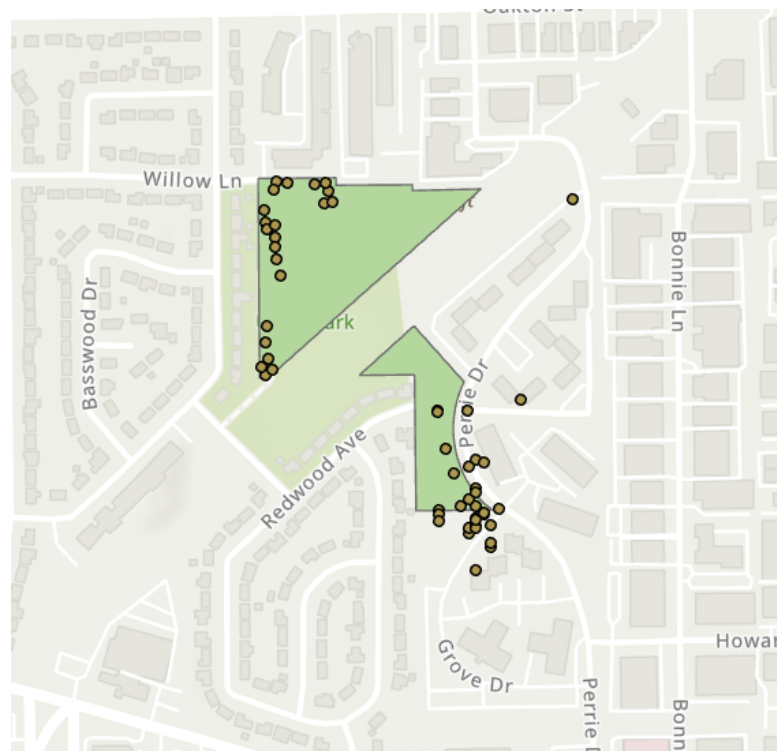 Willow Ln
Bonnie Ln
Basswood Dr
Perrie Dr
Redwood Ave
Grove Dr
Howar
Perrie
Bonn